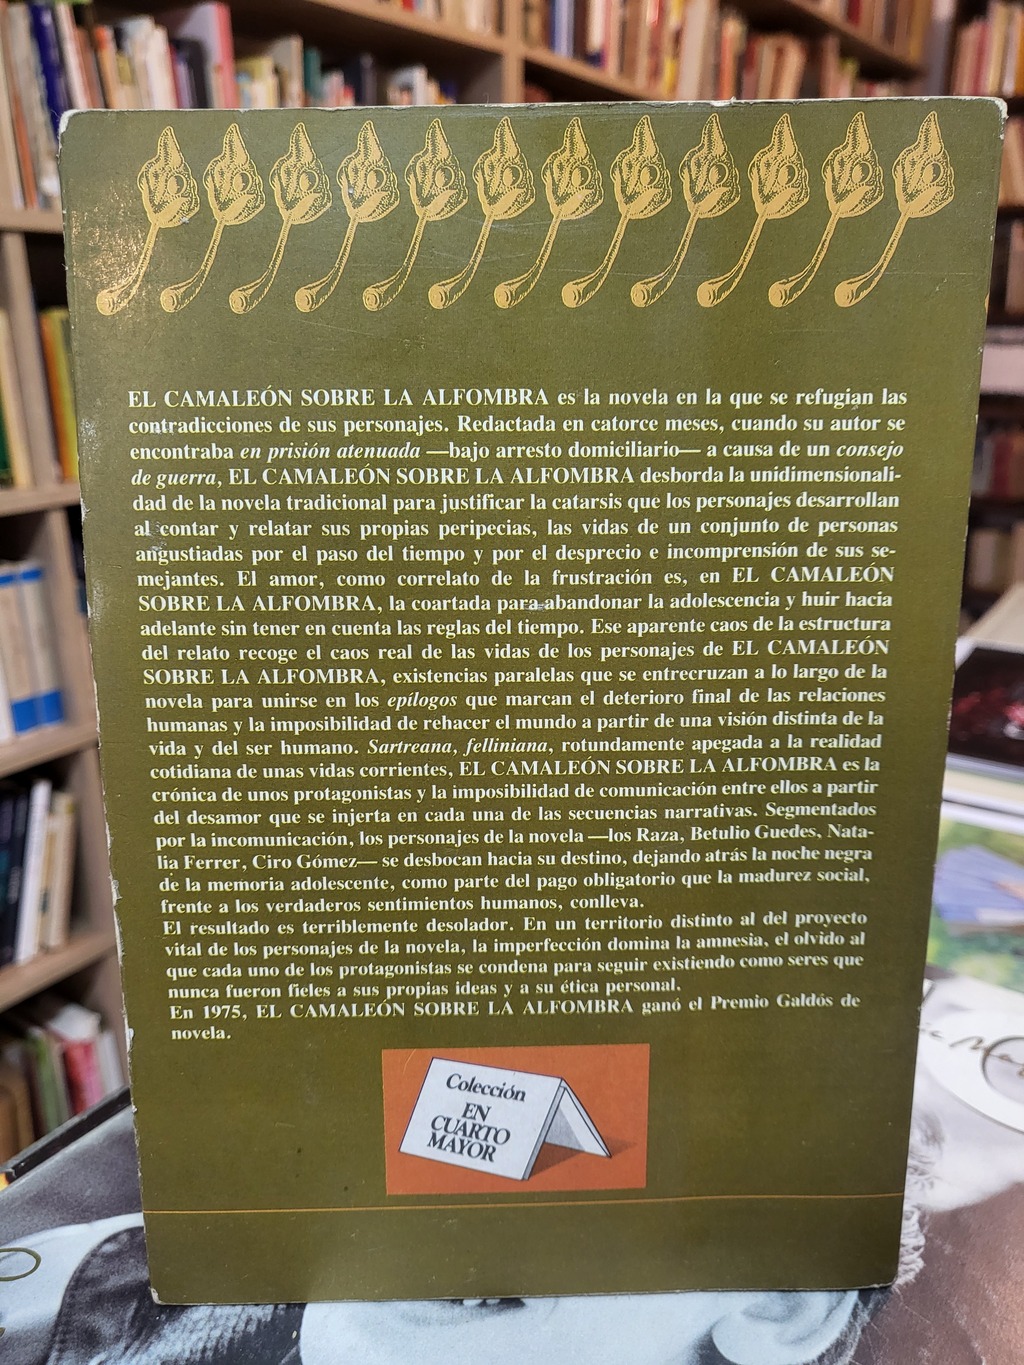 EL CAMALEÓN SOBRE LA ALFOMBRA es la novela en la que se refugian las
contradicciones de sus personajes. Redactada en catorce meses, cuando su autor se
encontraba en prisión atenuada —bajo arresto domiciliario— a causa de un consejo
de guerra, EL CAMALEÓN SOBRE LA ALFOMBRA desborda la unidimensionali-
dad de la novela tradicional para justificar la catarsis que los personajes desarrollan
al contar y relatar sus propias peripecias, las vidas de un conjunto de personas
angustiadas por el paso del tiempo y por el desprecio e incomprensión de sus se-
mejantes. El amor, como correlato de la frustración es, en EL CAMALEÓN
SOBRE LA ALFOMBRA, la coartada para abandonar la adolescencia y huir hacia
adelante sin tener en cuenta las reglas del tiempo. Ese aparente caos de la estructura
del relato recoge el caos real de las vidas de los personajes de EL CAMALEÓN
SOBRE LA ALFOMBRA, existencias paralelas que se entrecruzan a lo largo de la
novela para unirse en los epílogos que marcan el deterioro final de las relaciones
humanas y la imposibilidad de rehacer el mundo a partir de una visión distinta de la
vida y del ser humano. Sartreana, felliniana, rotundamente apegada a la realidad
cotidiana de unas vidas corrientes, EL CAMALEÓN SOBRE LA ALFOMBRA es la
crónica de unos protagonistas y la imposibilidad de comunicación entre ellos a partir
del desamor que se injerta en cada una de las secuencias narrativas. Segmentados
por la incomunicación, los personajes de la novela —los Raza, Betulio Guedes, Nata-
lia Ferrer, Ciro Gómez— se desbocan hacia su destino, dejando atrás la noche negra
de la memoria adolescente, como parte del pago obligatorio que la madurez social,
frente a los verdaderos sentimientos humanos, conlleva.
El resultado es terriblemente desolador. En un territorio distinto al del proyecto
vital de los personajes de la novela, la imperfección domina la amnesia, el olvido al
que cada uno de los protagonistas se condena para seguir existiendo como seres que
nunca fueron fieles a sus propias ideas y a su ética personal.
En 1975, EL CAMALEÓN SOBRE LA ALFOMBRA ganó el Premio Galdós de
novela.
Colección
EN
CUARTO
MAYOR